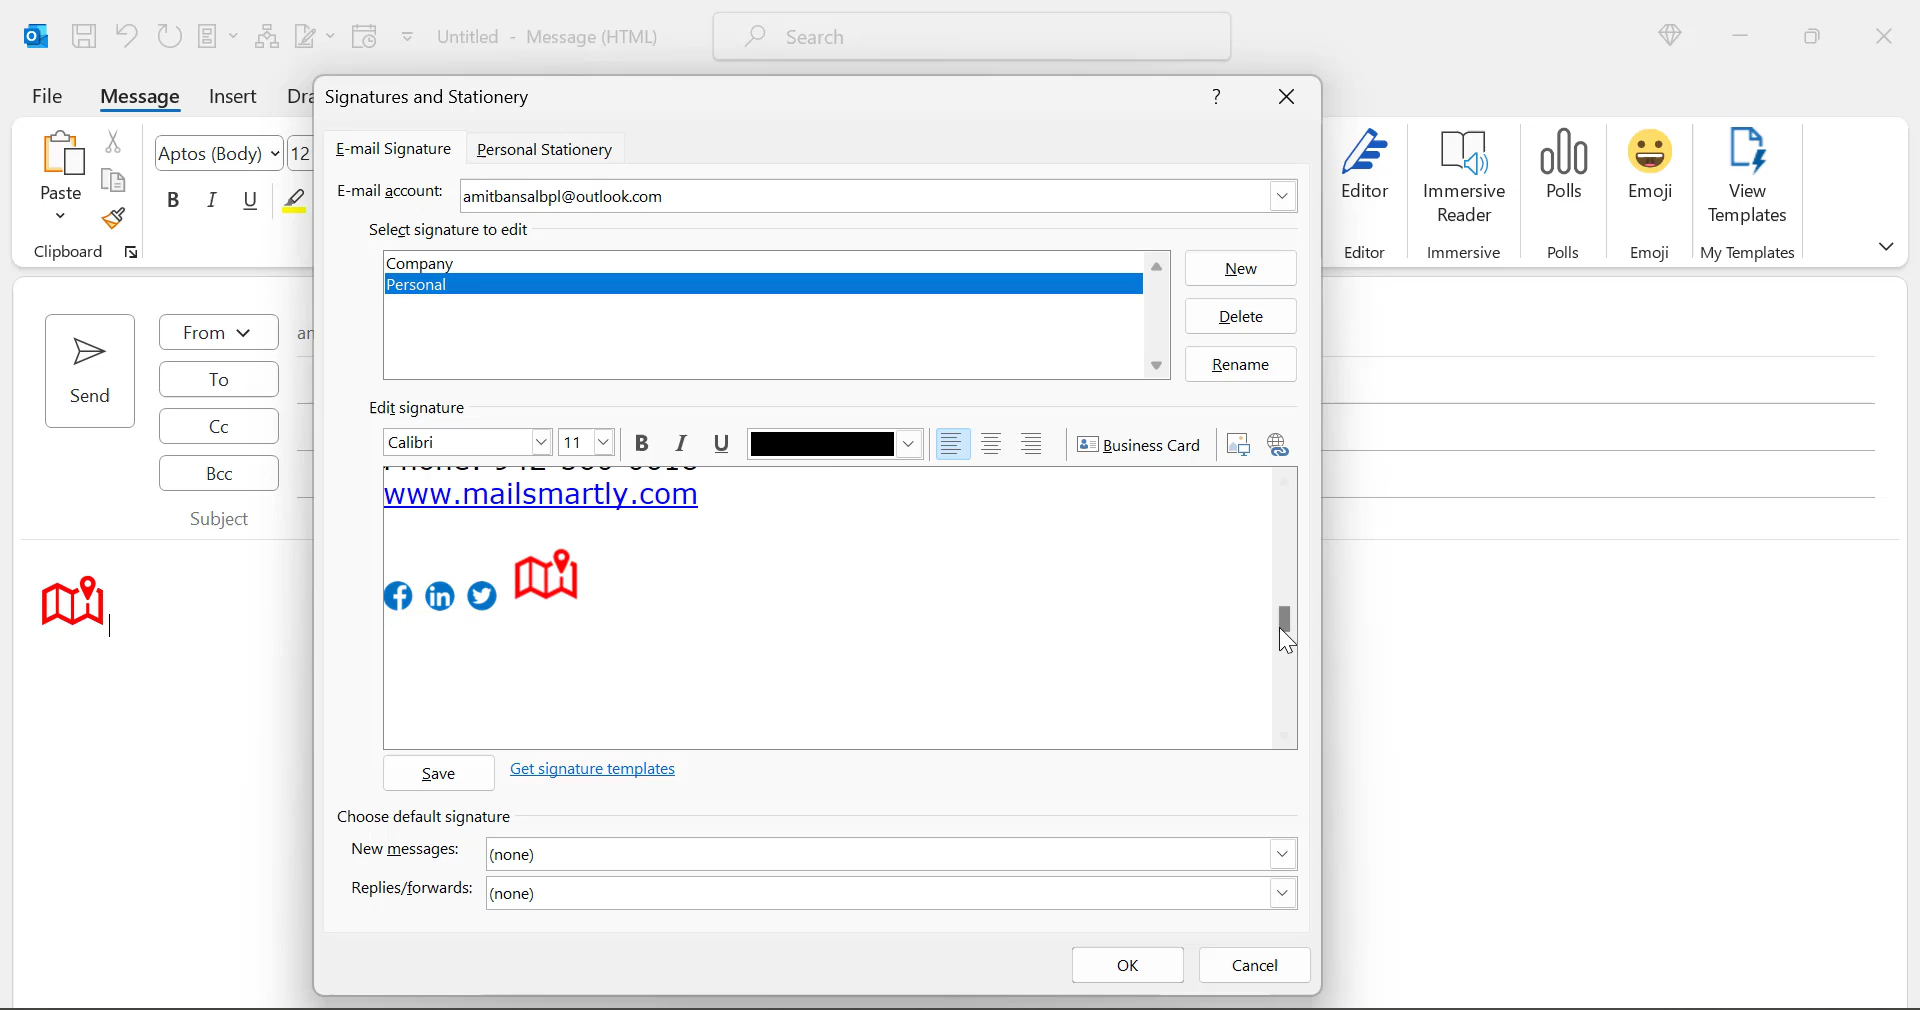 Untitled - Message (HTML)
Search
File Message Insert
Signatures and Stationery
?
Paste
Clipboard
Aptos (Body)
12
B I U
E-mail Signature
Personal Stationery
E-mail account:
amitbansalbpl@outlook.com
Select signature to edit
Company
Personal
New
Delete
Rename
Edit signature
Calibri
11
B I U
Business Card
www.mailsmartly.com
Save
Get signature templates
Choose default signature
New messages:
(none)
Replies/forwards:
(none)
OK
Cancel
Editor
Editor
Immersive
Reader
Immersive
Polls
Polls
Emoji
Emoji
View
Templates
My Templates
Send
From
To
Cc
Bcc
Subject